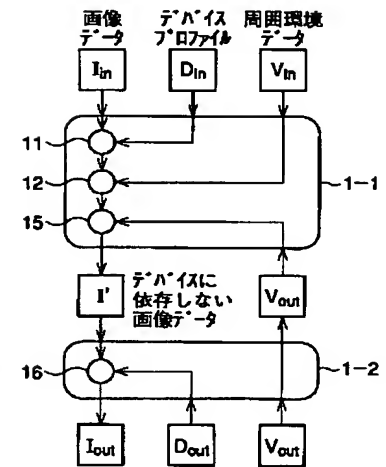 画像
データ
デバイス
プロファイル
周囲環境
データ
Iin
Din
Vin
11
12
15
1-1
I'
デバイスに
依存しない
画像データ
Vout
16
1-2
Iout
Dout
Vout